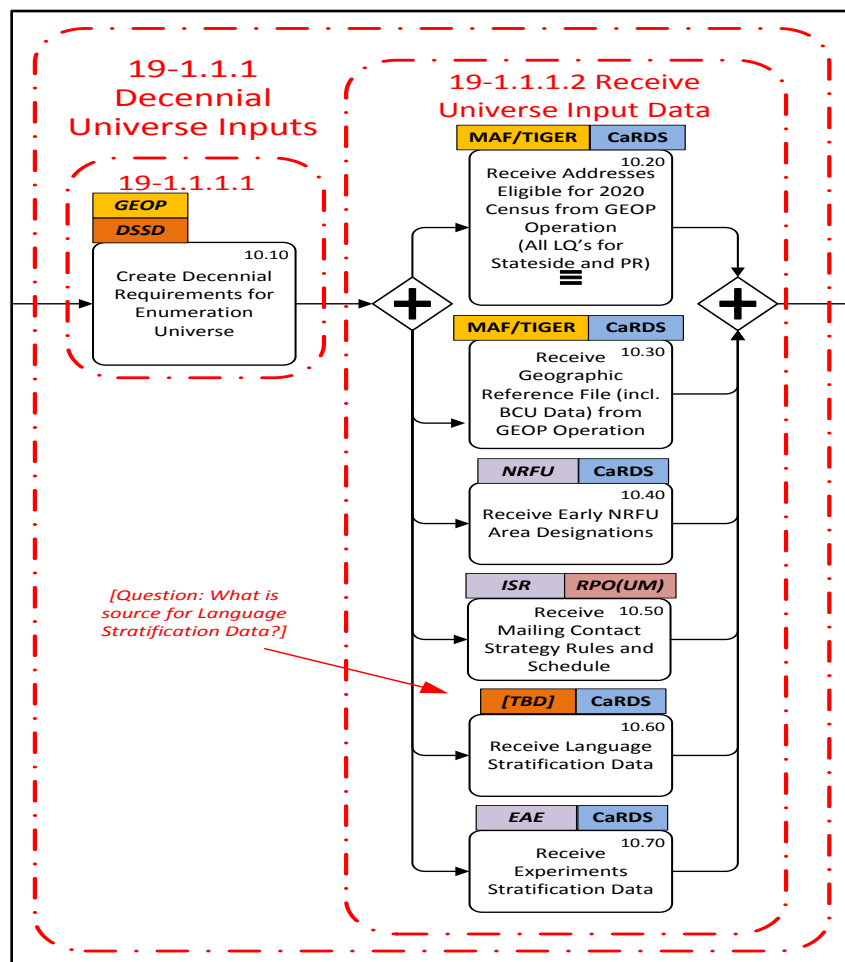 19-1.1.1
Decennial
Universe Inputs
19-1.1.1.1
GEOP
DSSD
10.10
Create Decennial
Requirements for
Enumeration
Universe
19-1.1.1.2 Receive
Universe Input Data
MAF/TIGER CaRDS
10.20
Receive Addresses
Eligible for 2020
Census from GEOP
Operation
(All LQ’s for
Stateside and PR)
MAF/TIGER CaRDS
10.30
Receive
Geographic
Reference File (incl.
BCU Data) from
GEOP Operation
NRFU CaRDS
10.40
Receive Early NRFU
Area Designations
ISR RPO(UM)
10.50
Receive
Mailing Contact
Strategy Rules and
Schedule
[Question: What is
source for Language
Stratification Data?]
[TBD] CaRDS
10.60
Receive Language
Stratification Data
EAE CaRDS
10.70
Receive
Experiments
Stratification Data